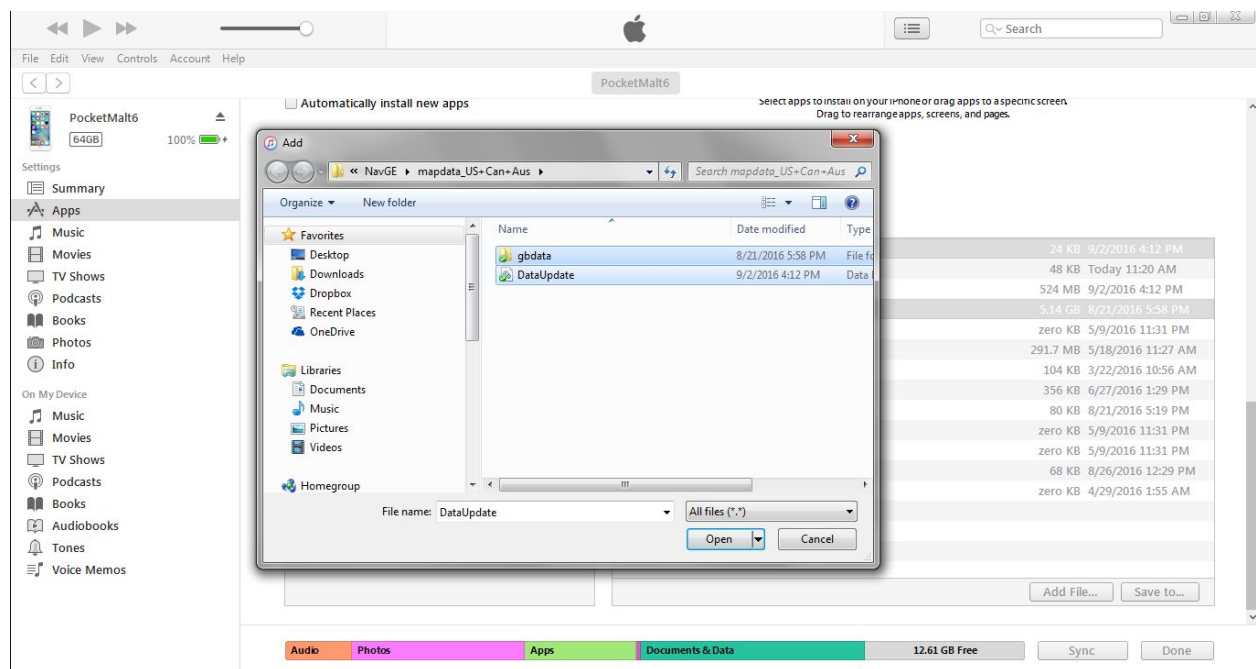 Search
File Edit View Controls Account Help
PocketMalt6
PocketMalt6
64GB 100%
Settings
Summary
Apps
Music
Movies
TV Shows
Podcasts
Books
Photos
Info
On My Device
Music
Movies
TV Shows
Podcasts
Books
Audiobooks
Tones
Voice Memos
Automatically install new apps
Select apps to install on your iPhone or drag apps to a specific screen.
Drag to rearrange apps, screens, and pages.
Add
« NavGE mapdata_US+Can+Aus
Search mapdata_US+Can+Aus
Organize New folder
Favorites
Desktop
Downloads
Dropbox
Recent Places
OneDrive
Libraries
Documents
Music
Pictures
Videos
Homegroup
Name Date modified Type
gbdata 8/21/2016 5:58 PM File fo
DataUpdate 9/2/2016 4:12 PM Data
File name: DataUpdate All files (*.*)
Open Cancel
24 KB 9/2/2016 4:12 PM
48 KB Today 11:20 AM
524 MB 9/2/2016 4:12 PM
5.14 GB 8/21/2016 5:58 PM
zero KB 5/9/2016 11:31 PM
291.7 MB 5/18/2016 11:27 AM
104 KB 3/22/2016 10:56 AM
356 KB 6/27/2016 1:29 PM
80 KB 8/21/2016 5:19 PM
zero KB 5/9/2016 11:31 PM
zero KB 5/9/2016 11:31 PM
68 KB 8/26/2016 12:29 PM
zero KB 4/29/2016 1:55 AM
Add File... Save to...
Audio Photos Apps Documents & Data 12.61 GB Free Sync Done